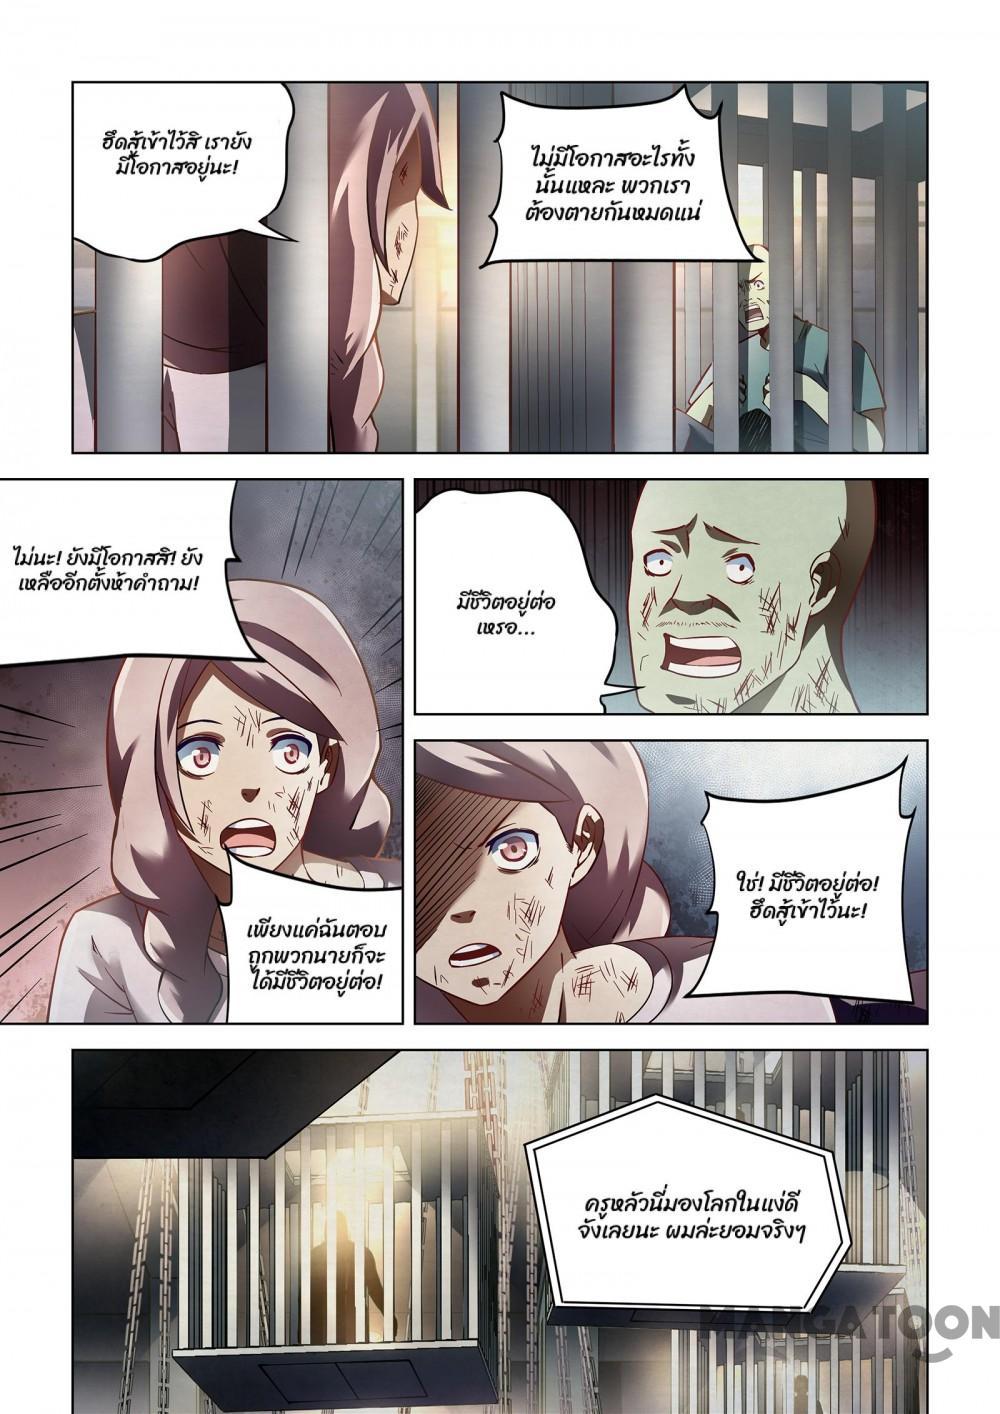 ฮึดสู้เข้าไว้สิ เรายัง
มีโอกาสอยู่นะ!
ไม่มีโอกาสอะไรทั้ง
นั้นแหละ พวกเรา
ต้องตายกันหมดแน่
ไม่นะ! ยังมีโอกาสสิ! ยัง
เหลืออีกตั้งห้าคำถาม!
มีชีวิตอยู่ต่อ
เหรอ...
เพียงแค่ฉันตอบ
ถูกพวกนายก็จะ
ได้มีชีวิตอยู่ต่อ!
ใช่! มีชีวิตอยู่ต่อ!
ฮึดสู้เข้าไว้นะ!
ครูหลัวนี่มองโลกในแง่ดี
จังเลยนะ ผมล่ะยอมจริงๆ
MANGATOON